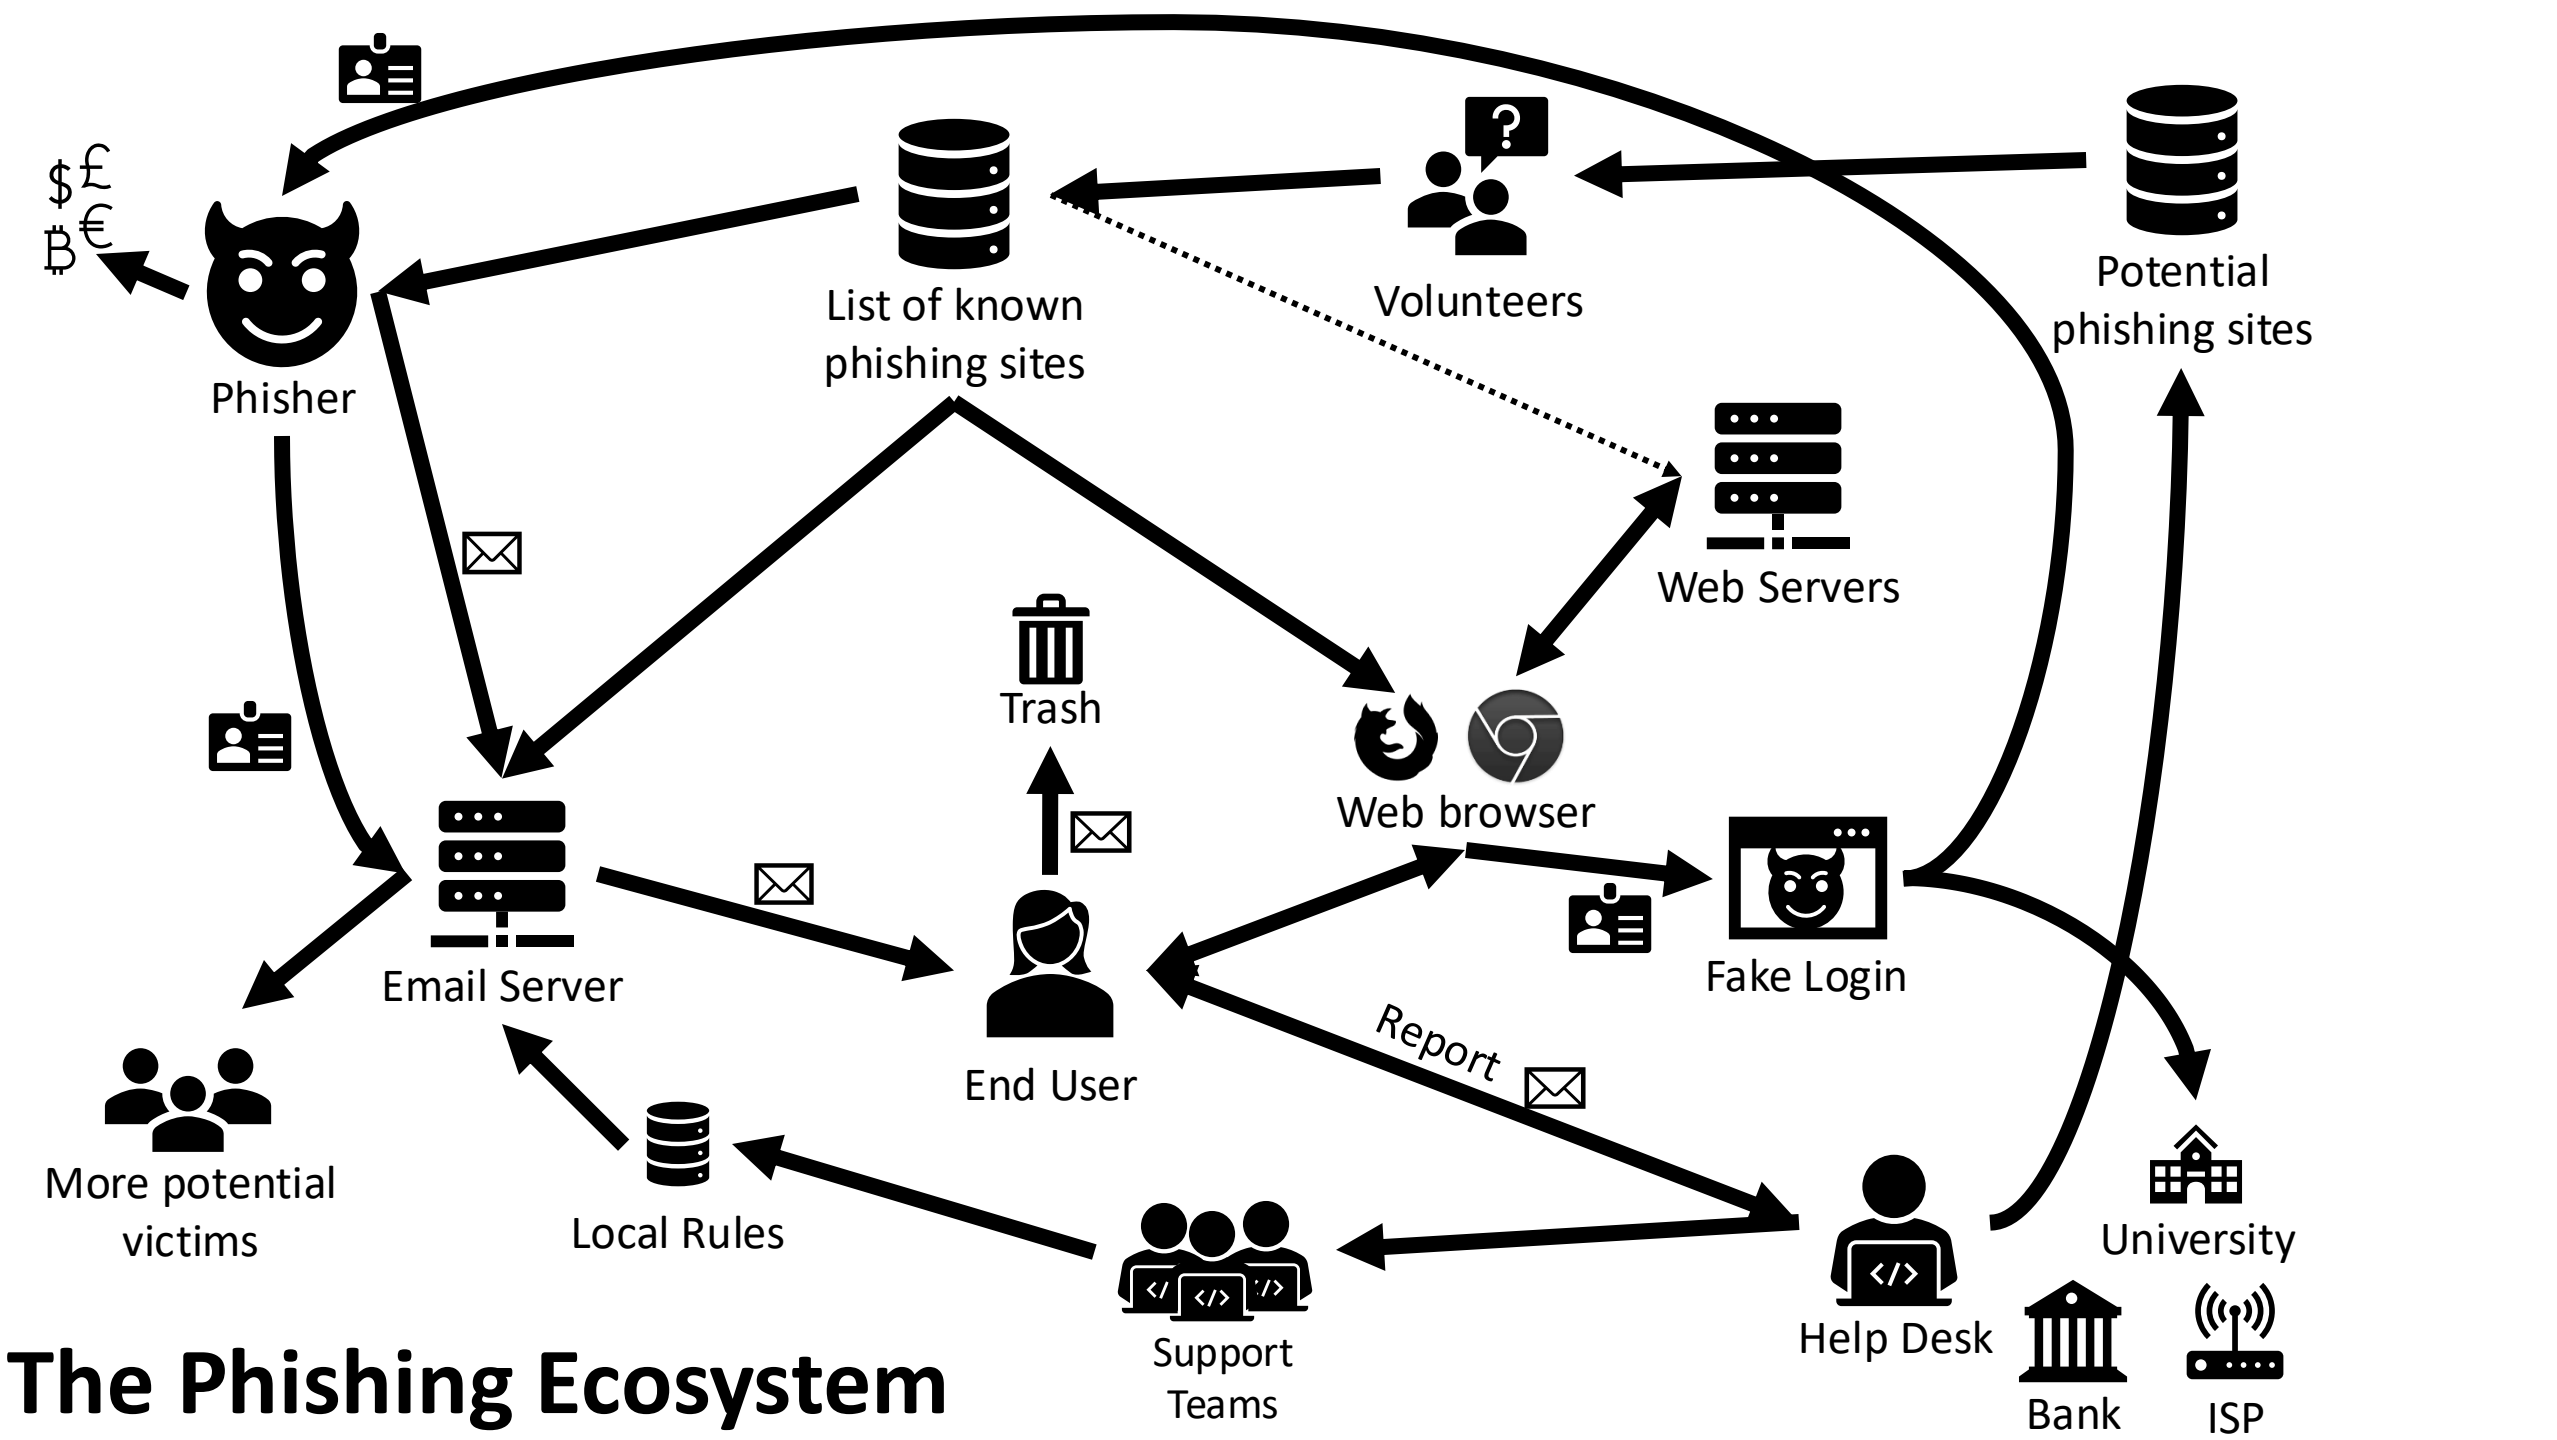 $ £
₿ €
Phisher
List of known
phishing sites
?
Volunteers
Potential
phishing sites
Web Servers
Trash
Web browser
Email Server
End User
Fake Login
Report
More potential
victims
Local Rules
</ </> />
Support
Teams
</>
Help Desk
University
Bank
ISP
The Phishing Ecosystem